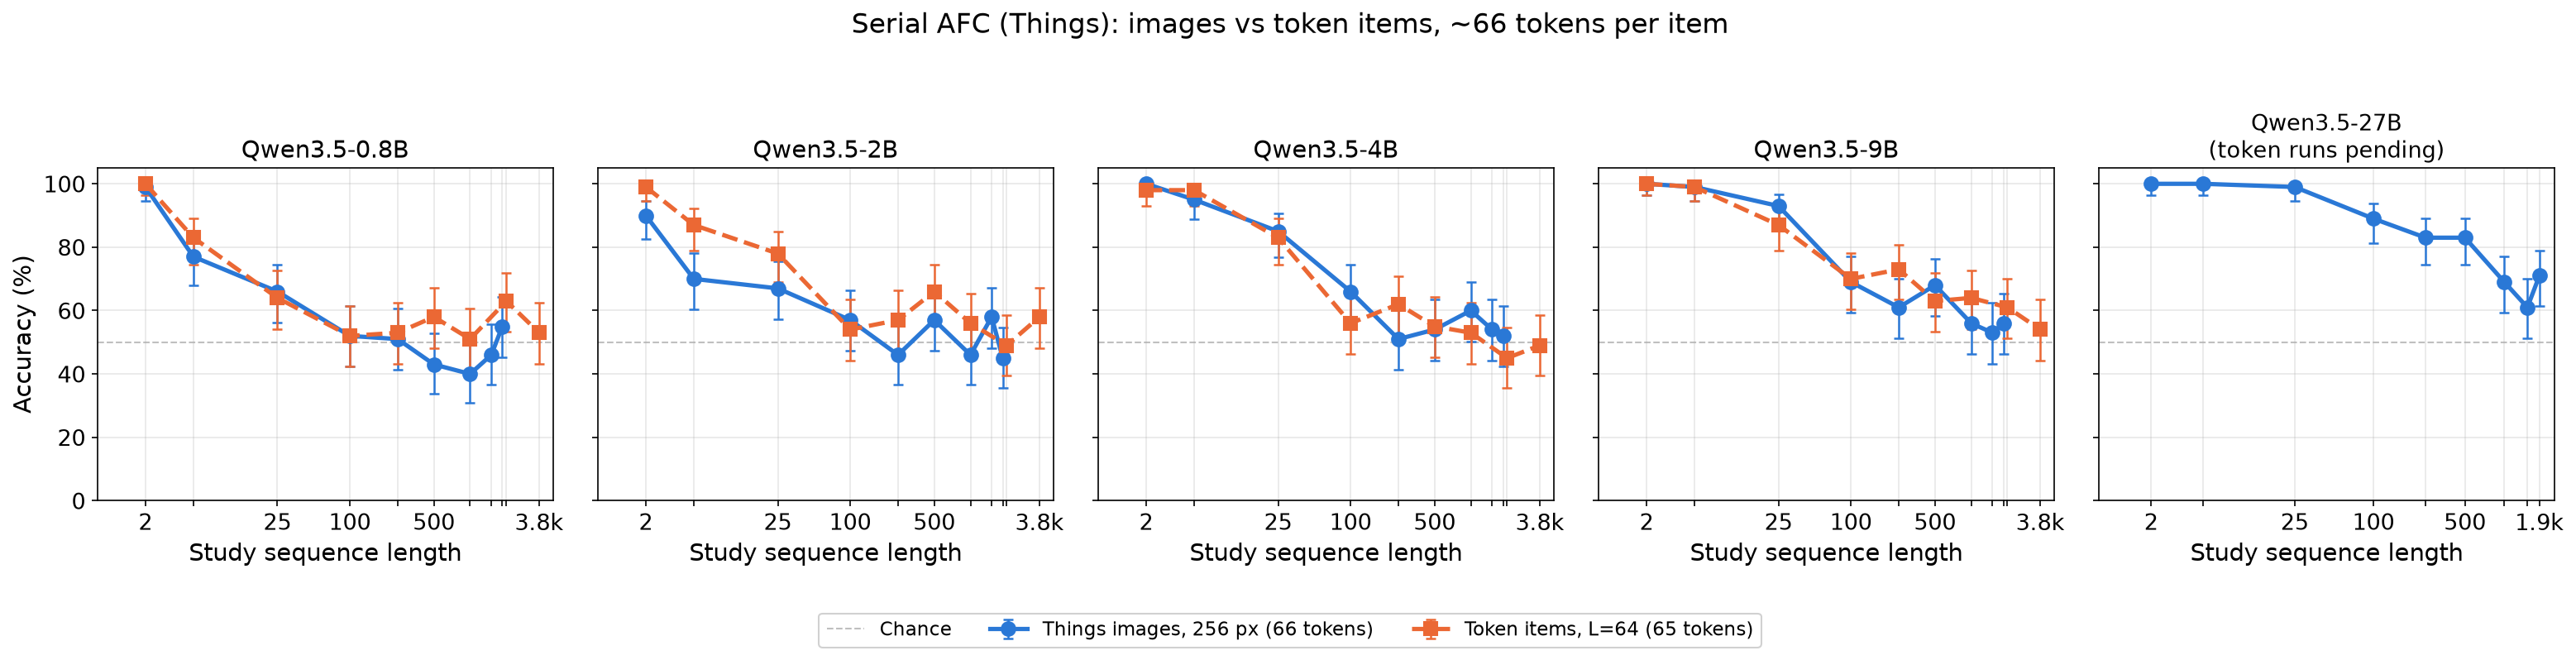 Serial AFC (Things): images vs token items, ~66 tokens per item
Qwen3.5-0.8B
Qwen3.5-2B
Qwen3.5-4B
Qwen3.5-9B
Qwen3.5-27B
(token runs pending)
Accuracy (%)
100
80
60
40
20
0
2 25 100 500 3.8k
2 25 100 500 3.8k
2 25 100 500 3.8k
2 25 100 500 3.8k
2 25 100 500 1.9k
Study sequence length
Study sequence length
Study sequence length
Study sequence length
Study sequence length
Chance
Things images, 256 px (66 tokens)
Token items, L=64 (65 tokens)